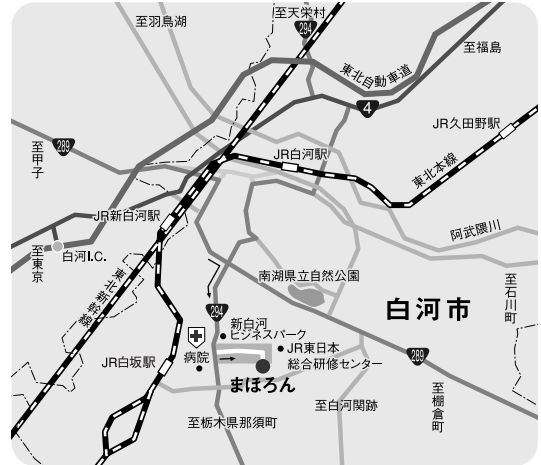 至羽鳥湖
至天栄村
294
至福島
東北自動車道
4
JR久田野駅
至甲子
289
JR白河駅
東北本線
JR新白河駅
阿武隈川
至東京
白河I.C.
東北新幹線
南湖県立自然公園
至石川町
白河市
294
新白河
ビジネスパーク
JR東日本
総合研修センター
289
病院
JR白坂駅
まほろん
至白河関跡
至棚倉町
至栃木県那須町